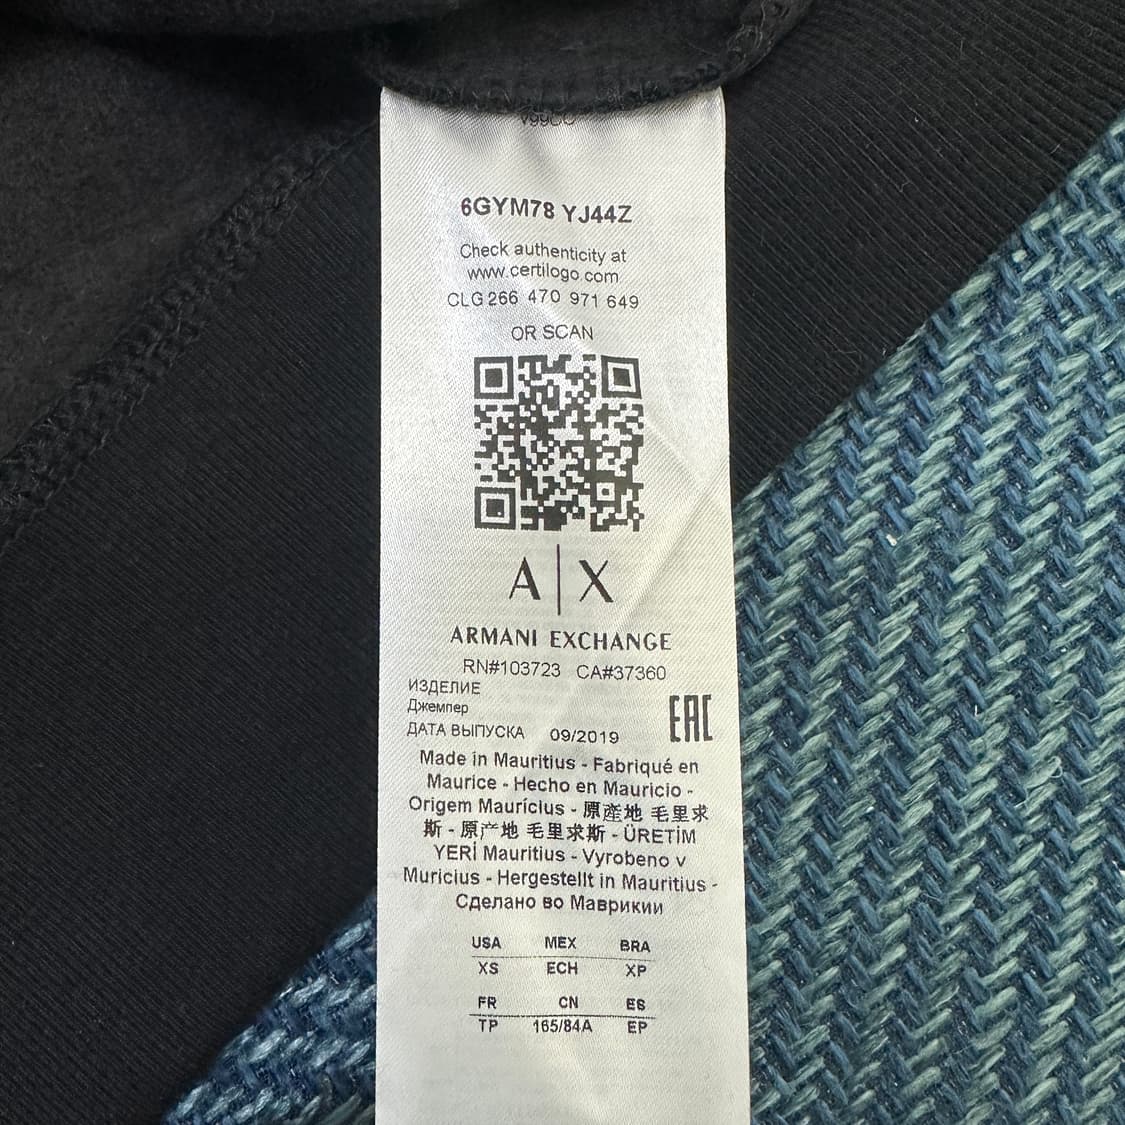 6GYM78 YJ44Z
Check authenticity at
www.certilogo.com
CLG 266 470 971 649
OR SCAN
A|X
ARMANI EXCHANGE
RN#103723 CA#37360
ИЗДЕЛИЕ
Джемпер
ДАТА ВЫПУСКА 09/2019
EAC
Made in Mauritius - Fabriqué en
Maurice - Hecho en Mauricio -
Origem Maurícius - 原產地 毛里求
斯 - 原产地 毛里求斯 - ÜRETİM
YERİ Mauritius - Vyrobeno v
Muricius - Hergestellt in Mauritius -
Сделано во Маврикии
USA MEX BRA
XS ECH XP
FR CN ES
TP 165/84A EP